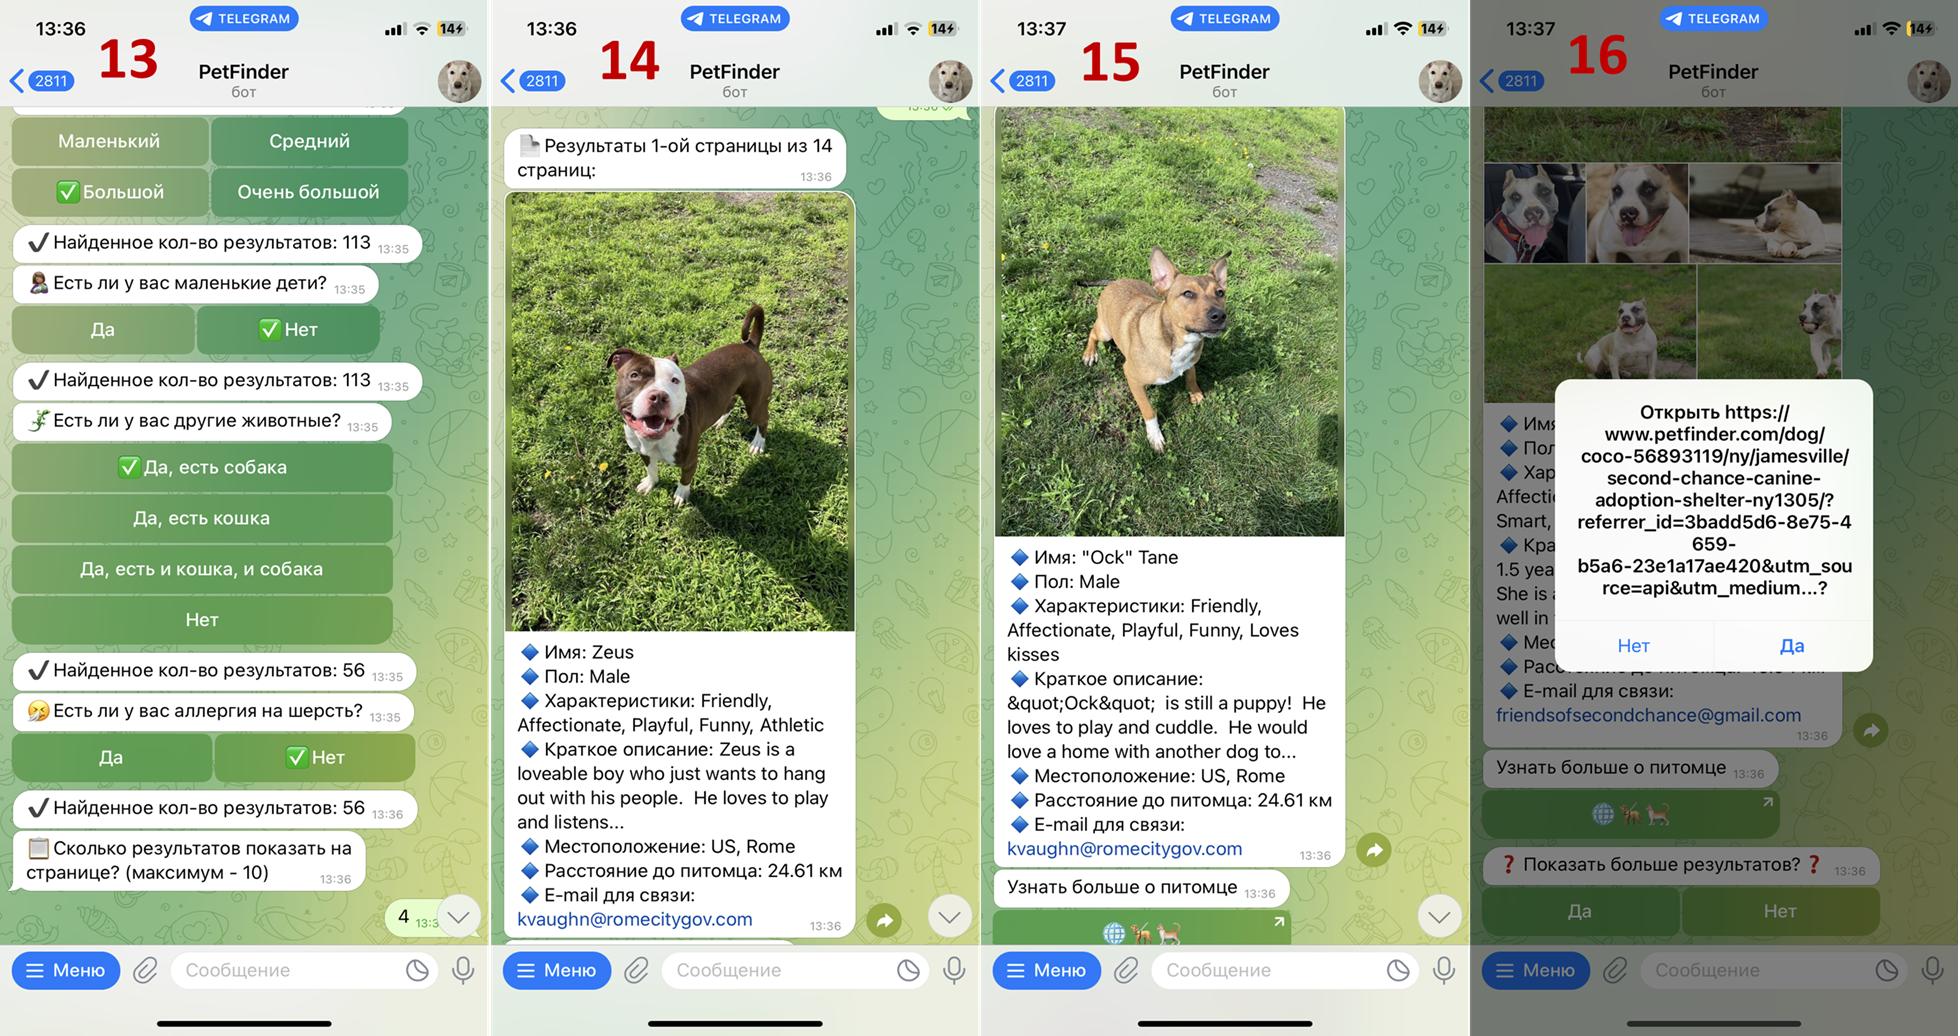 13:36
TELEGRAM
14
13
2811
PetFinder
бот
Маленький
Средний
✅Большой
Очень большой
✔Найденное кол-во результатов: 113 13:35
Есть ли у вас маленькие дети? 13:35
Да
✅Нет
✔Найденное кол-во результатов: 113 13:35
Есть ли у вас другие животные? 13:35
✅Да, есть собака
Да, есть кошка
Да, есть и кошка, и собака
Нет
✔Найденное кол-во результатов: 56 13:35
Есть ли у вас аллергия на шерсть? 13:35
Да
✅Нет
✔Найденное кол-во результатов: 56 13:36
Сколько результатов показать на
странице? (максимум - 10) 13:36
4
Меню
Сообщение
13:36
TELEGRAM
14
14
2811
PetFinder
бот
13:36
Результаты 1-ой страницы из 14
страниц: 13:36
Имя: Zeus
Пол: Male
Характеристики: Friendly,
Affectionate, Playful, Funny, Athletic
Краткое описание: Zeus is a
loveable boy who just wants to hang
out with his people. He loves to play
and listens...
Местоположение: US, Rome
Расстояние до питомца: 24.61 км
E-mail для связи:
kvaughn@romecitygov.com 13:36
Меню
Сообщение
13:37
TELEGRAM
14
15
2811
PetFinder
бот
Имя: "Ock" Tane
Пол: Male
Характеристики: Friendly,
Affectionate, Playful, Funny, Loves
kisses
Краткое описание:
&quot;Ock&quot; is still a puppy! He
loves to play and cuddle. He would
love a home with another dog to...
Местоположение: US, Rome
Расстояние до питомца: 24.61 км
E-mail для связи:
kvaughn@romecitygov.com 13:36
Узнать больше о питомце 13:36
Меню
Сообщение
13:37
TELEGRAM
14
16
2811
PetFinder
бот
Открыть https://
www.petfinder.com/dog/
coco-56893119/ny/jamesville/
second-chance-canine-
adoption-shelter-ny1305/?
referrer_id=3badd5d6-8e75-4
659-
b5a6-23e1a17ae420&utm_sou
rce=api&utm_medium...?
Нет
Да
Affecti
Smart,
1.5 yea
She is
well in
E-mail для связи:
friendsofsecondchance@gmail.com
13:36
Узнать больше о питомце 13:36
❓ Показать больше результатов? ❓ 13:36
Да
Нет
Меню
Сообщение